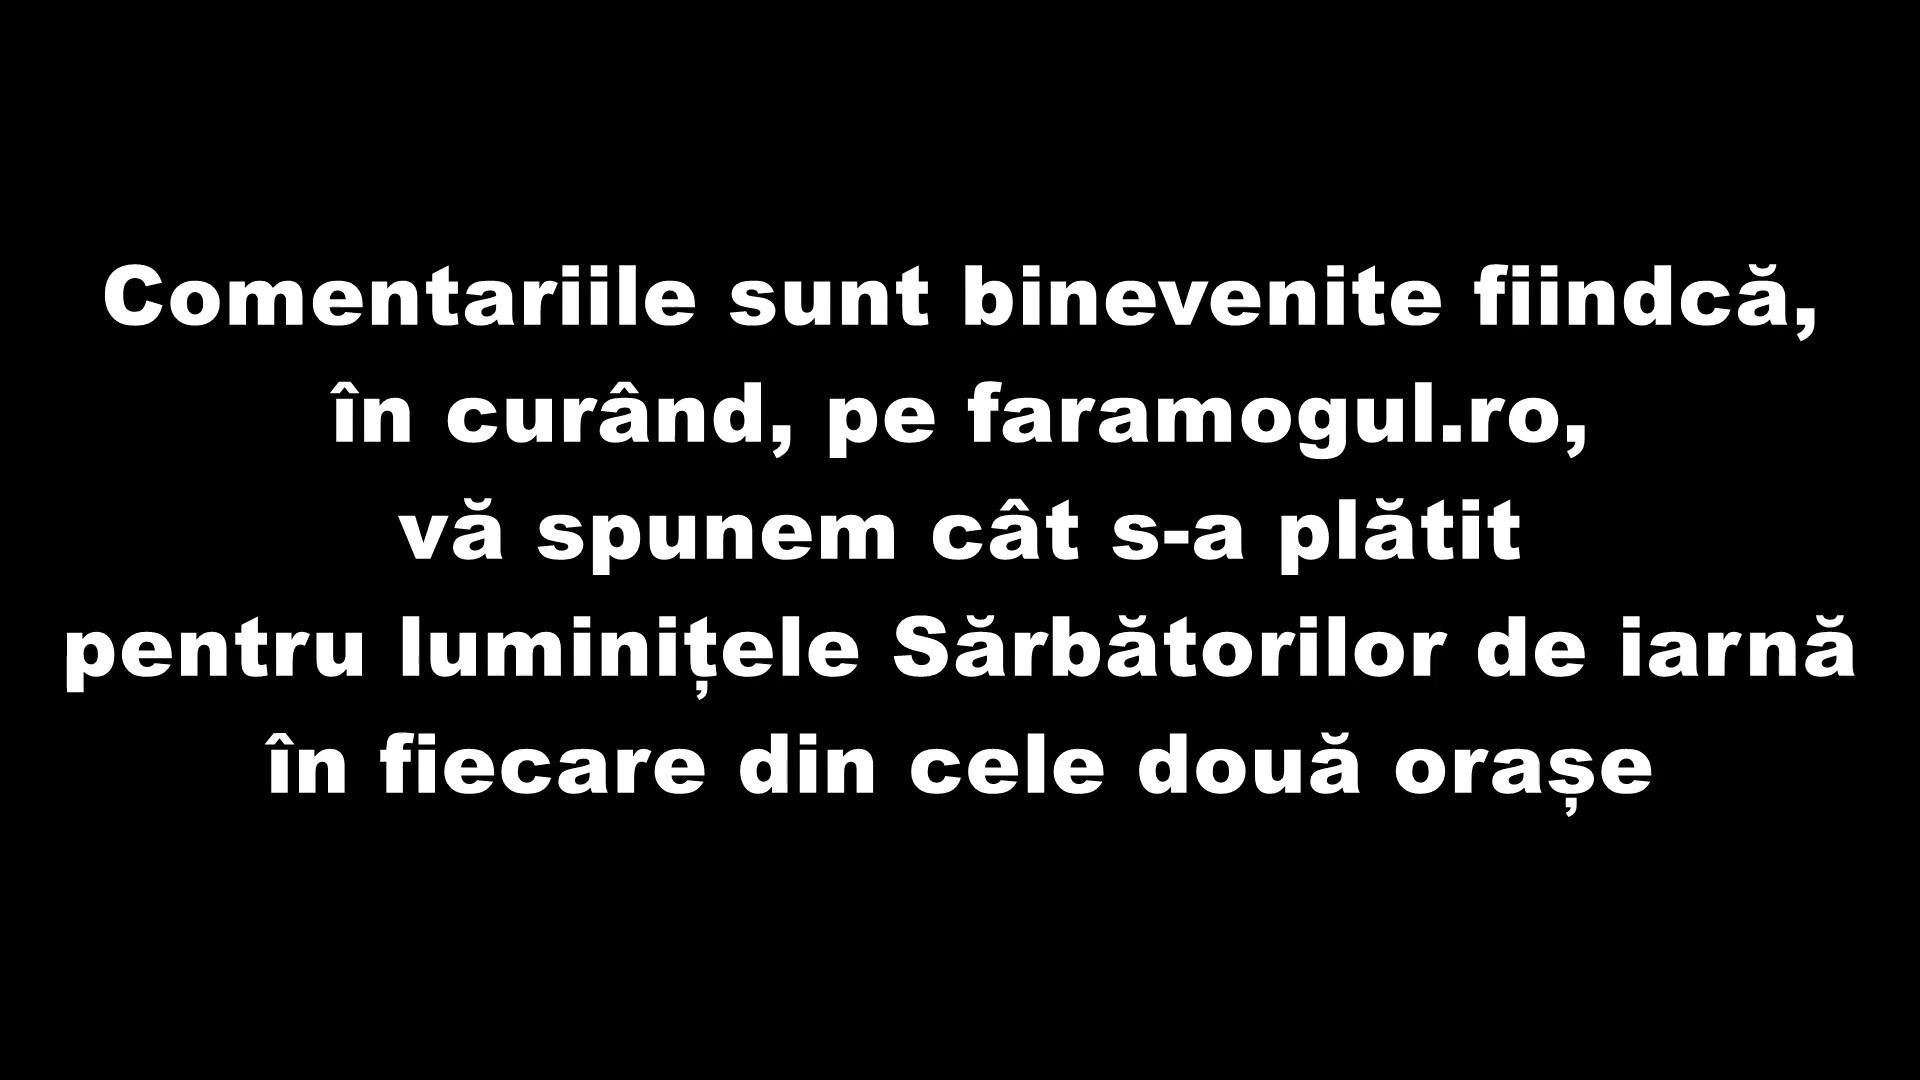 Comentariile sunt binevenite fiindcă,
în curând, pe faramogul.ro,
vă spunem cât s-a plătit
pentru luminițele Sărbătorilor de iarnă
în fiecare din cele două orașe